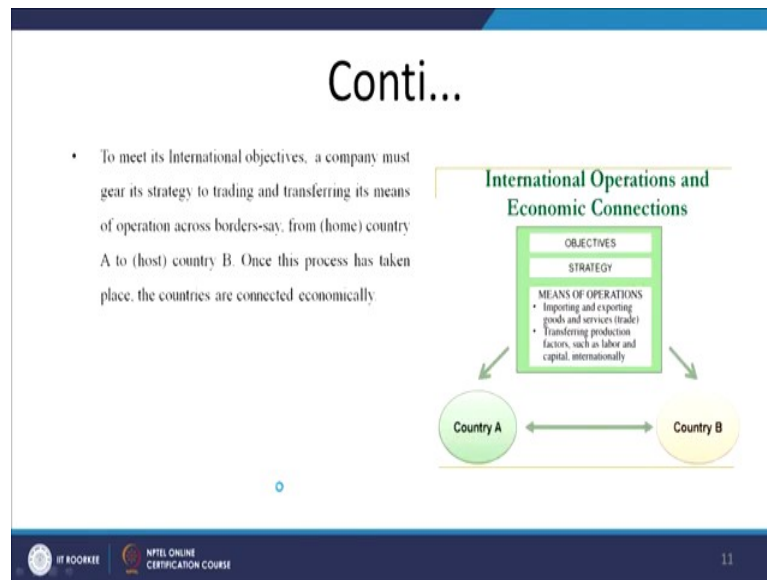 Conti...
• To meet its International objectives, a company must
gear its strategy to trading and transferring its means
of operation across borders-say, from (home) country
A to (host) country B. Once this process has taken
place, the countries are connected economically
International Operations and
Economic Connections
OBJECTIVES
STRATEGY
MEANS OF OPERATIONS
• Importing and exporting
goods and services (trade)
• Transferring production
factors, such as labor and
capital, internationally
Country A
Country B
IIT ROORKEE
NPTEL ONLINE
CERTIFICATION COURSE
11